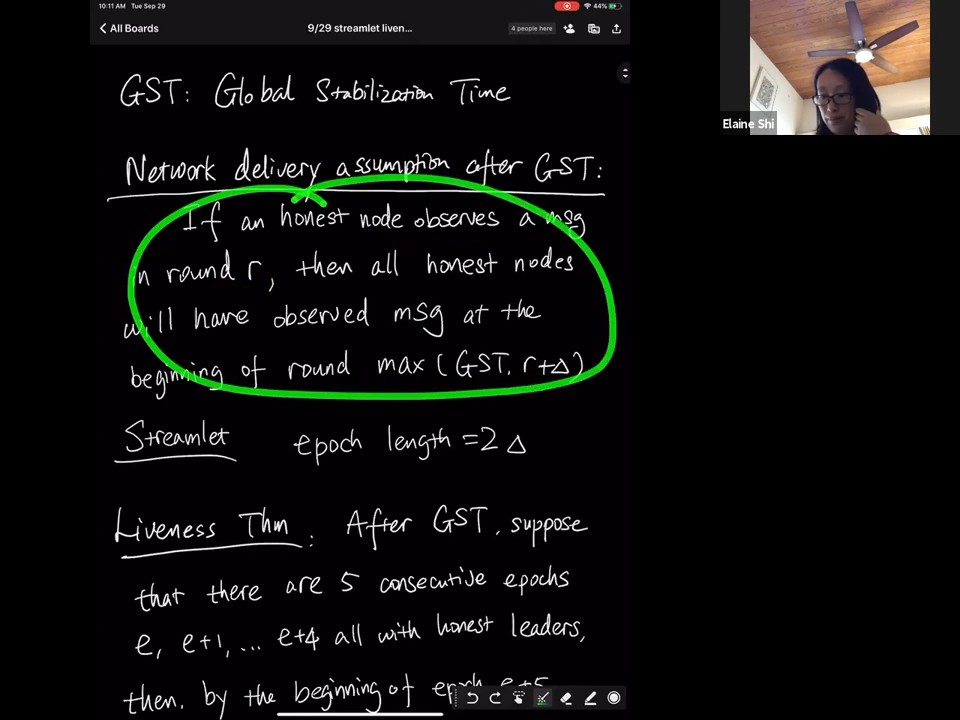 10:11 AM Tue Sep 29
44%
All Boards
9/29 streamlet liven...
4 people here
GST: Global Stabilization Time
Network delivery assumption after GST:
If an honest node observes a msg
in round r, then all honest nodes
will have observed msg at the
beginning of round max (GST, r+Δ)
Streamlet epoch length = 2 Δ
Liveness Thm: After GST, suppose
that there are 5 consecutive epochs
e, e+1, ... e+4 all with honest leaders,
then, by the beginning of epoch e+5
Elaine Shi